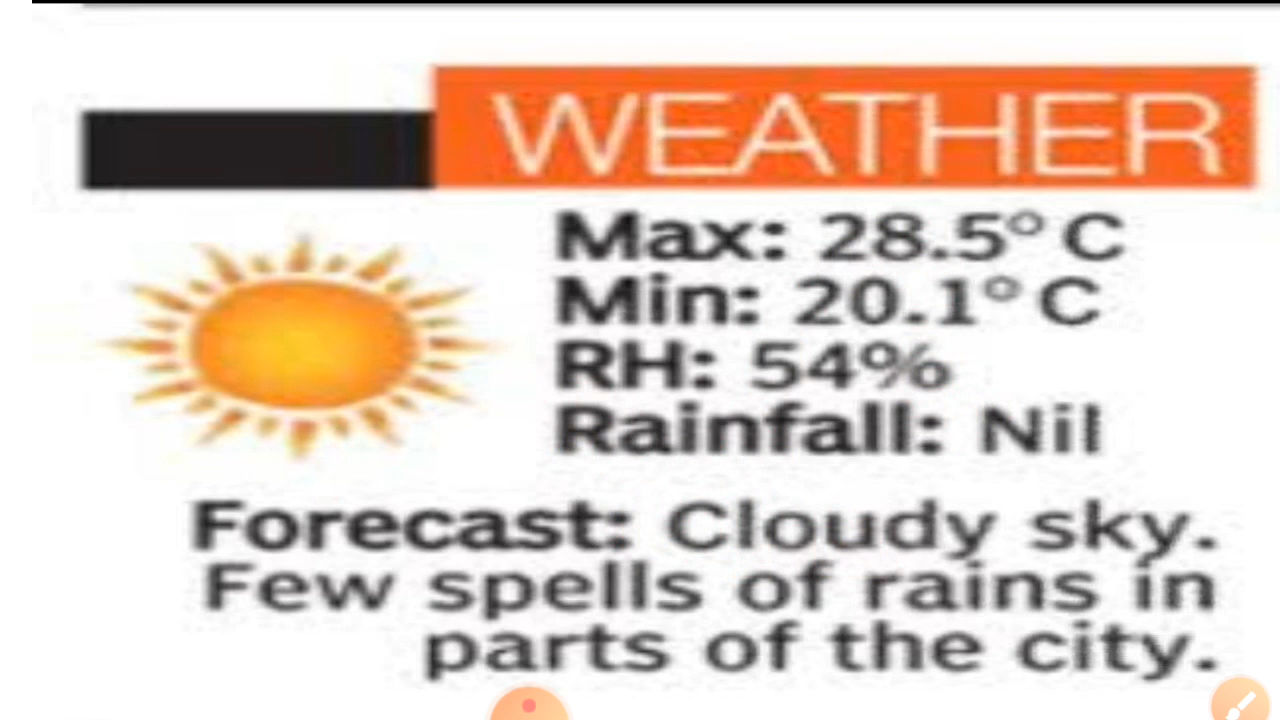 WEATHER
Max: 28.5° C
Min: 20.1° C
RH: 54%
Rainfall: Nil
Forecast: Cloudy sky.
Few spells of rains in
parts of the city.